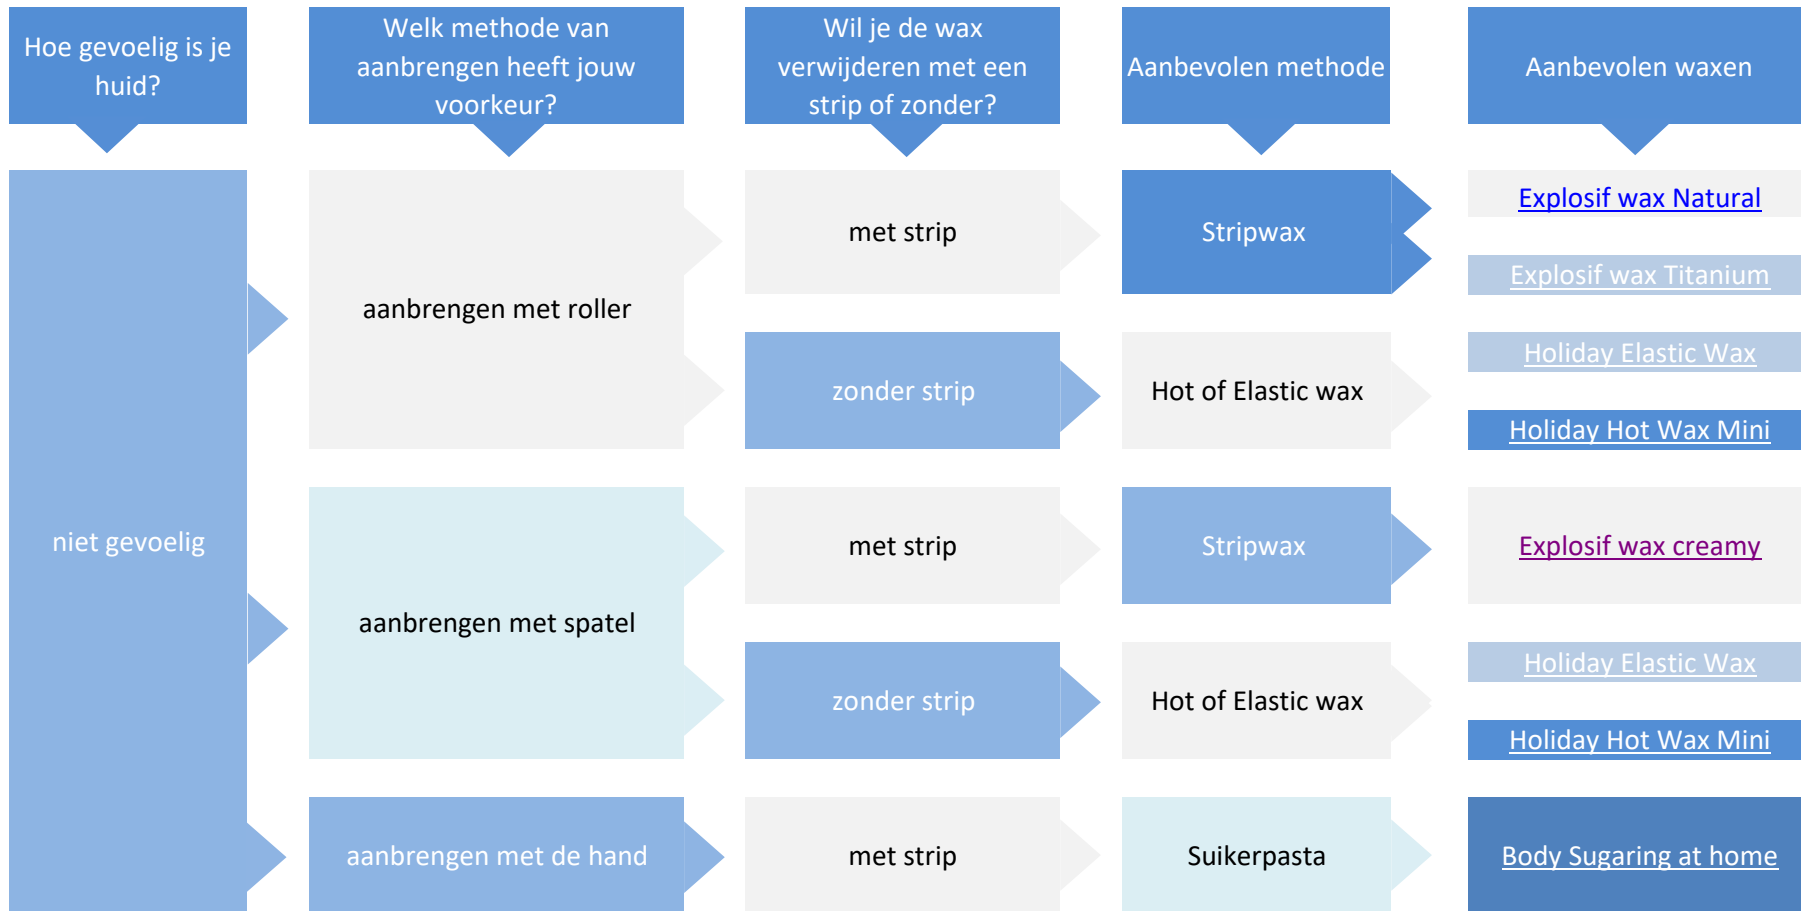 Hoe gevoelig is je
huid?
Welk methode van
aanbrengen heeft jouw
voorkeur?
Wil je de wax
verwijderen met een
strip of zonder?
Aanbevolen methode
Aanbevolen waxen
niet gevoelig
aanbrengen met roller
met strip
Stripwax
Explosif wax Natural
Explosif wax Titanium
zonder strip
Hot of Elastic wax
Holiday Elastic Wax
Holiday Hot Wax Mini
aanbrengen met spatel
met strip
Stripwax
Explosif wax creamy
zonder strip
Hot of Elastic wax
Holiday Elastic Wax
Holiday Hot Wax Mini
aanbrengen met de hand
met strip
Suikerpasta
Body Sugaring at home